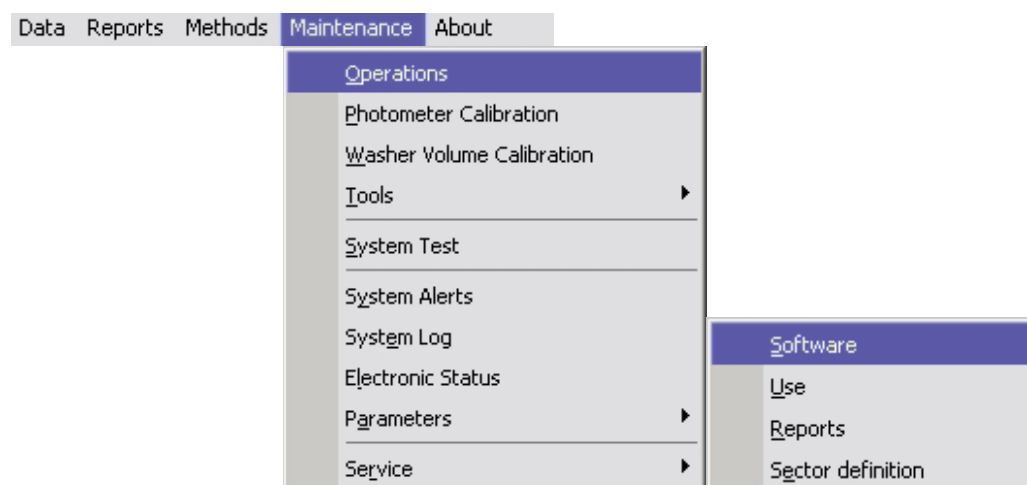 Data Reports Methods Maintenance About
Operations
Photometer Calibration
Washer Volume Calibration
Tools
System Test
System Alerts
System Log
Electronic Status
Parameters
Service
Software
Use
Reports
Sector definition